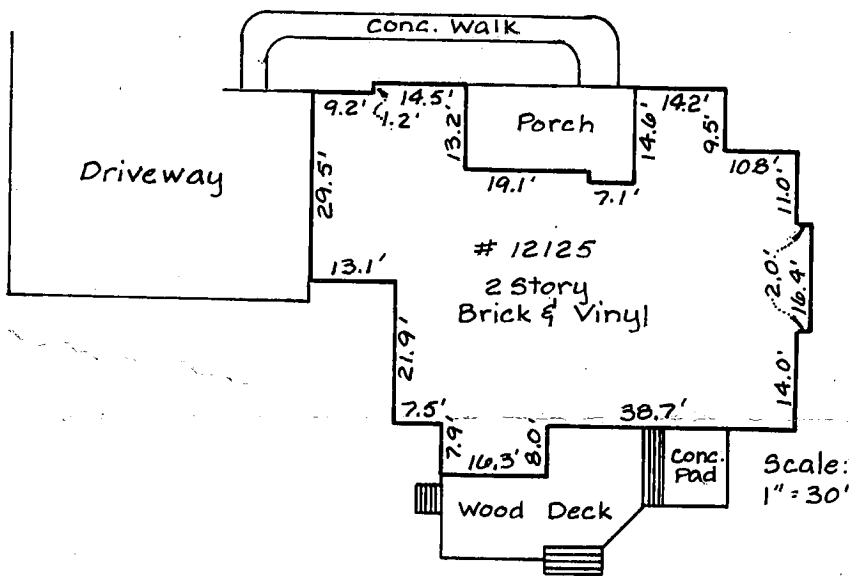 Conc. Walk
9.2'
14.5'
1.2'
13.2'
Porch
14.6'
14.2'
9.5'
10.8'
11.0'
Driveway
29.5'
19.1'
7.1'
13.1'
# 12125
2 Story
Brick & Vinyl
2.0'
16.4'
21.9'
14.0'
7.5'
38.7'
7.9'
16.3'
8.0'
Conc.
Pad
Scale:
1" = 30'
Wood Deck